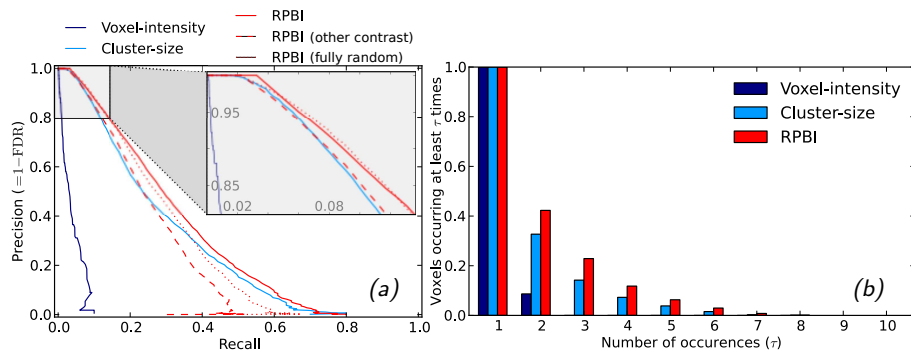 Voxel-intensity
Cluster-size
RPBI
RPBI (other contrast)
RPBI (fully random)
Precision (=1−FDR)
1.0
0.8
0.6
0.4
0.2
0.0
0.95
0.85
0.02
0.08
(a)
0.0 0.2 0.4 0.6 0.8 1.0
Recall
Voxels occurring at least τ times
1.0
0.8
0.6
0.4
0.2
0.0
Voxel-intensity
Cluster-size
RPBI
(b)
1 2 3 4 5 6 7 8 9 10
Number of occurences (τ)